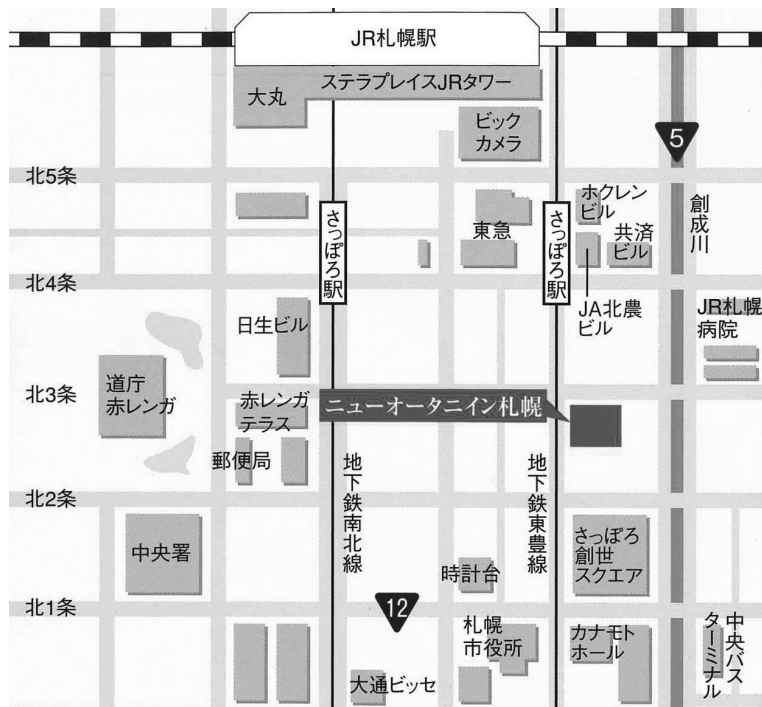 JR札幌駅
ステラプレイスJRタワー
大丸
ビック
カメラ
5
北5条
ホクレン
ビル
創成川
さっぽろ駅
さっぽろ駅
東急
共済
ビル
北4条
JA北農
ビル
JR札幌
病院
日生ビル
道庁
赤レンガ
北3条
赤レンガ
テラス
ニューオータニイン札幌
郵便局
地下鉄南北線
地下鉄東豊線
北2条
中央署
さっぽろ
創世
スクエア
時計台
北1条
12
札幌
市役所
カナモト
ホール
中央バス
ターミナル
大通ビッセ